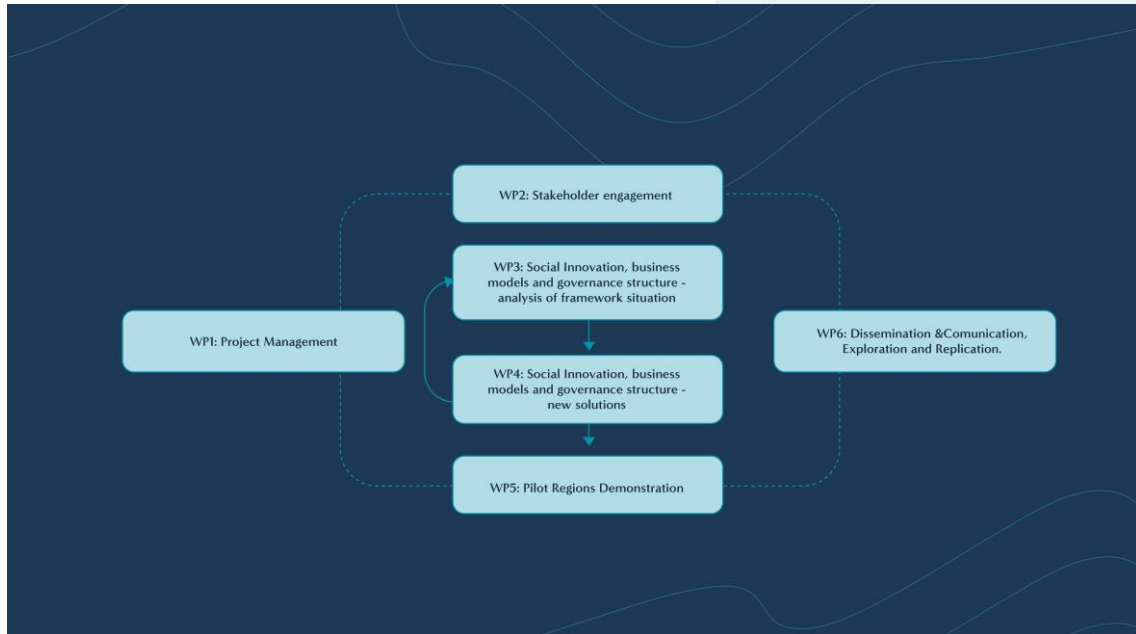 WP2: Stakeholder engagement
WP3: Social Innovation, business
models and governance structure -
analysis of framework situation
WP1: Project Management
WP6: Dissemination &Comunication,
Exploration and Replication.
WP4: Social Innovation, business
models and governance structure -
new solutions
WP5: Pilot Regions Demonstration